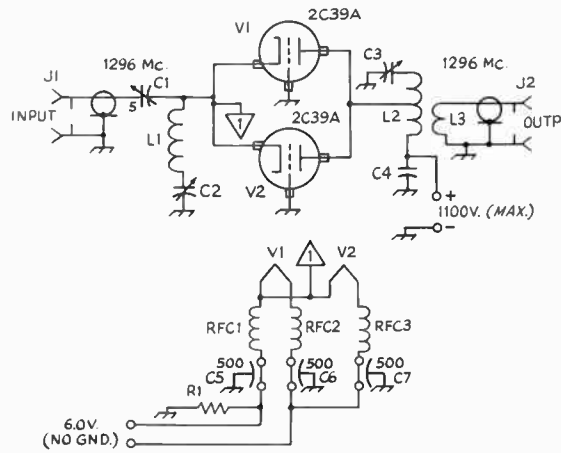 2C39A
V1
1296 Mc.
C3
1296 Mc.
J1
C1
J2
5
L2
L3
INPUT
1
2C39A
OUTP
L1
C2
V2
C4
+
1100V. (MAX.)
-
V1
1
V2
RFC1
RFC2
RFC3
500
500
500
C5
C6
C7
R1
6.0V.
(NO GND.)